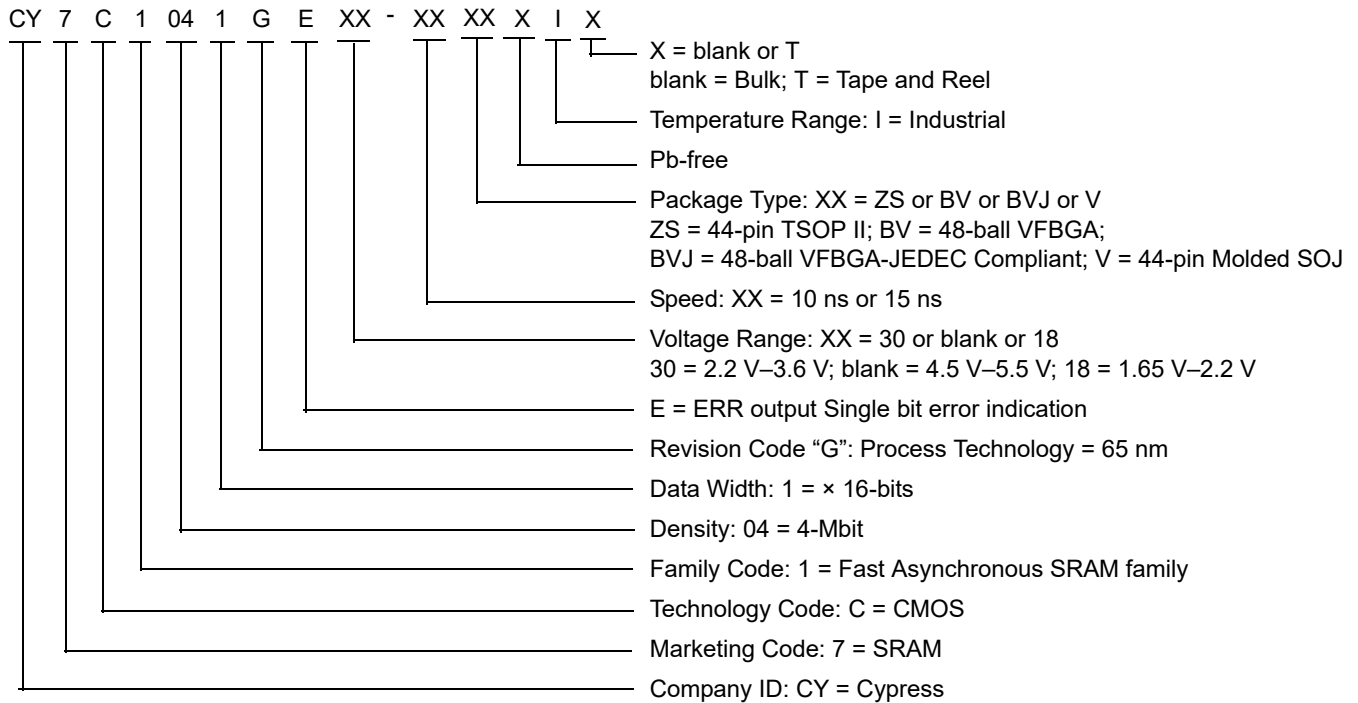 CY 7 C 1 04 1 G E XX - XX XX X I X
X = blank or T
blank = Bulk; T = Tape and Reel
Temperature Range: I = Industrial
Pb-free
Package Type: XX = ZS or BV or BVJ or V
ZS = 44-pin TSOP II; BV = 48-ball VFBGA;
BVJ = 48-ball VFBGA-JEDEC Compliant; V = 44-pin Molded SOJ
Speed: XX = 10 ns or 15 ns
Voltage Range: XX = 30 or blank or 18
30 = 2.2 V–3.6 V; blank = 4.5 V–5.5 V; 18 = 1.65 V–2.2 V
E = ERR output Single bit error indication
Revision Code “G”: Process Technology = 65 nm
Data Width: 1 = × 16-bits
Density: 04 = 4-Mbit
Family Code: 1 = Fast Asynchronous SRAM family
Technology Code: C = CMOS
Marketing Code: 7 = SRAM
Company ID: CY = Cypress